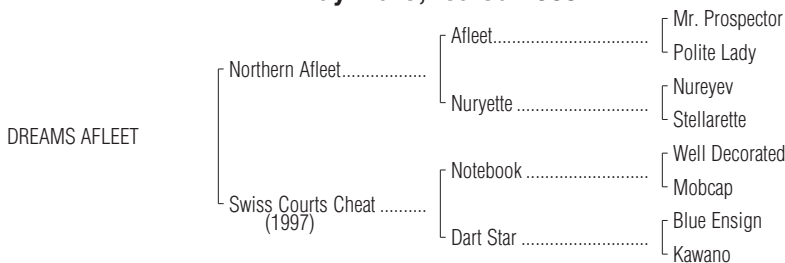 Mr. Prospector
Afleet
Polite Lady
Northern Afleet
Nureyev
Nuryette
Stellarette
DREAMS AFLEET
Well Decorated
Notebook
Mobcap
Swiss Courts Cheat
(1997)
Blue Ensign
Dart Star
Kawano